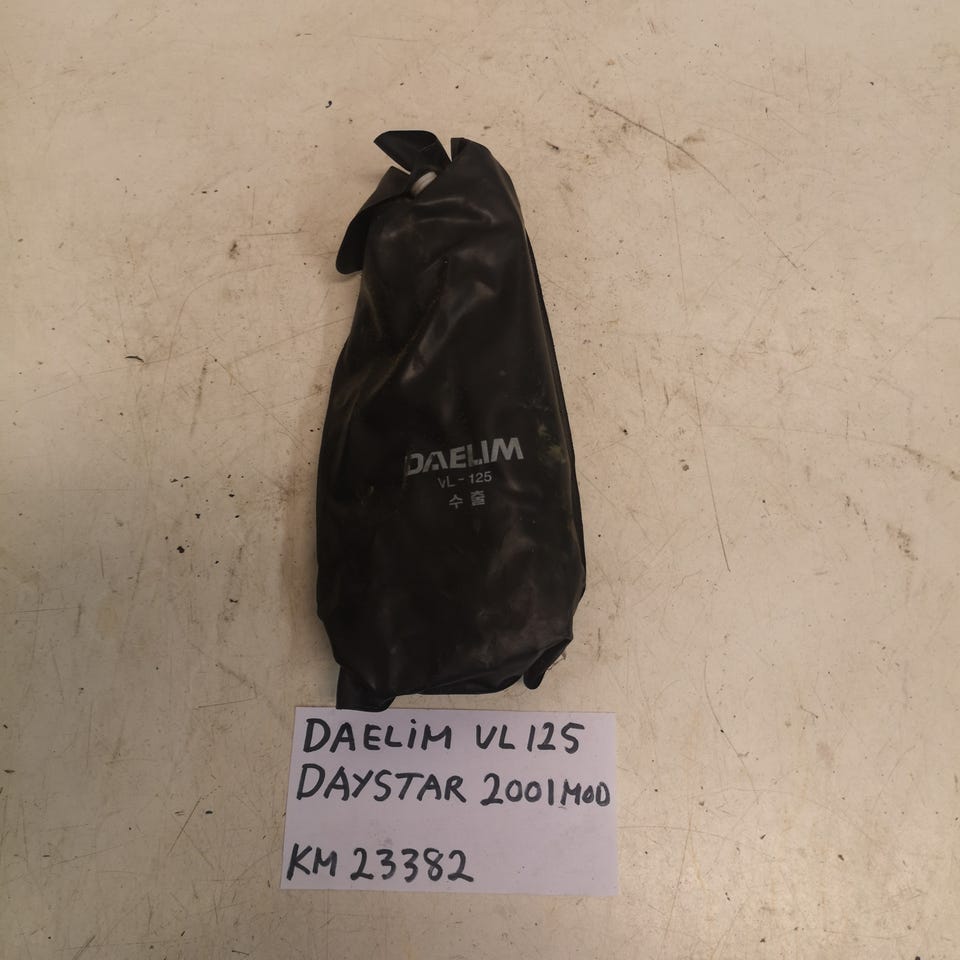 DAELIM
VL-125
수출
DAELiM VL125
DAYSTAR 2001MOD
KM 23382